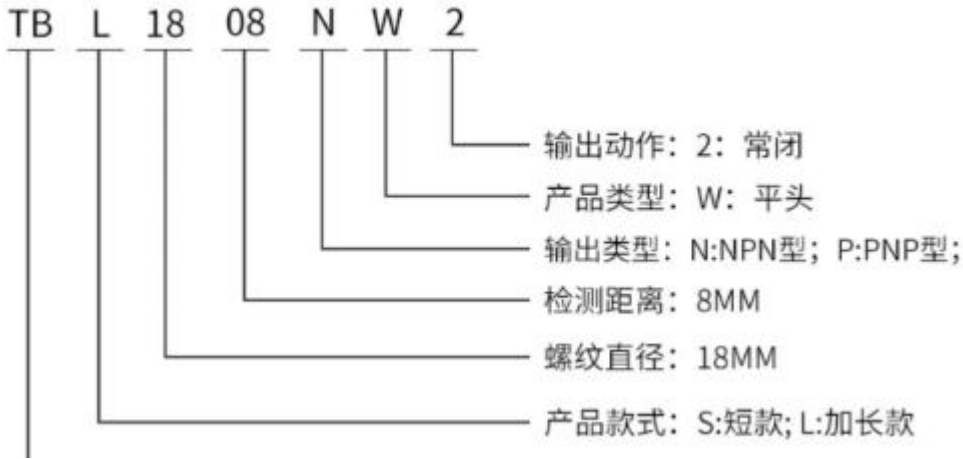 TB L 18 08 N W 2
输出动作：2：常闭
产品类型：W：平头
输出类型：N:NPN型；P:PNP型；
检测距离：8MM
螺纹直径：18MM
产品款式：S:短款; L:加长款